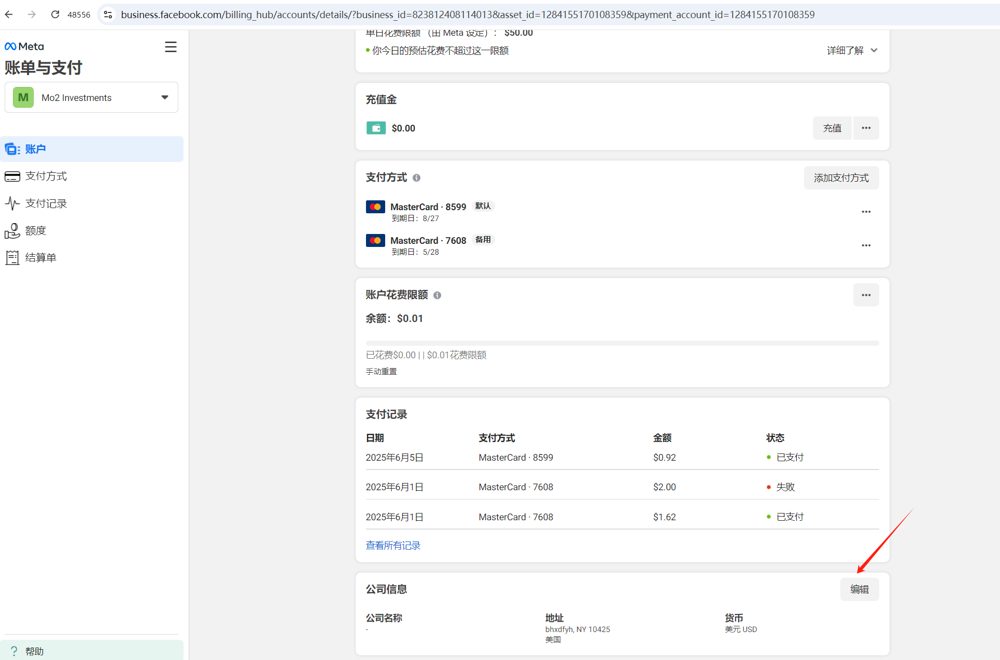 48556
business.facebook.com/billing_hub/accounts/details/?business_id=823812408114013&asset_id=1284155170108359&payment_account_id=1284155170108359
Meta
账单与支付
M
Mo2 Investments
账户
支付方式
支付记录
额度
结算单
? 帮助
单日花费限额 （由 Meta 设定）： $50.00
你今日的预估花费不超过这一限额
详细了解
充值金
$0.00
充值
支付方式
添加支付方式
MasterCard · 8599 默认
到期日：8/27
MasterCard · 7608 备用
到期日：5/28
账户花费限额
余额：$0.01
已花费$0.00 | | $0.01花费限额
手动重置
支付记录
日期 支付方式 金额 状态
2025年6月5日 MasterCard · 8599 $0.92 已支付
2025年6月1日 MasterCard · 7608 $2.00 失败
2025年6月1日 MasterCard · 7608 $1.62 已支付
查看所有记录
公司信息
编辑
公司名称 地址 货币
- bhxdfyh, NY 10425 美元 USD
美国